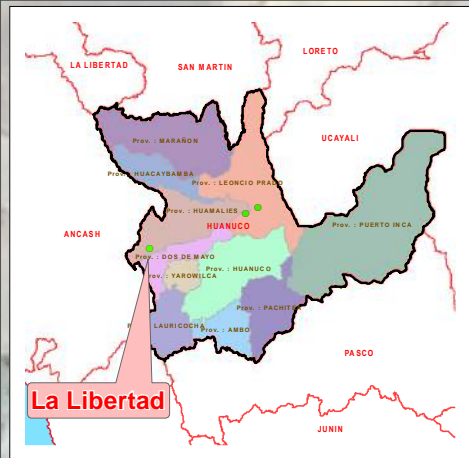 LORETO
LA LIBERTAD
SAN MARTIN
UCAYALI
Prov. : MARAÑON
Prov. : HUACAYBAMBA
Prov. : LEONCIO PRADO
Prov. : HUAMALIES
HUANUCO
Prov. : PUERTO INCA
ANCASH
Prov. : DOS DE MAYO
Prov. : HUANUCO
Prov. : YAROWILCA
Prov. : PACHITE
LAURICOCHA
Prov. : AMBO
PASCO
La Libertad
JUNIN